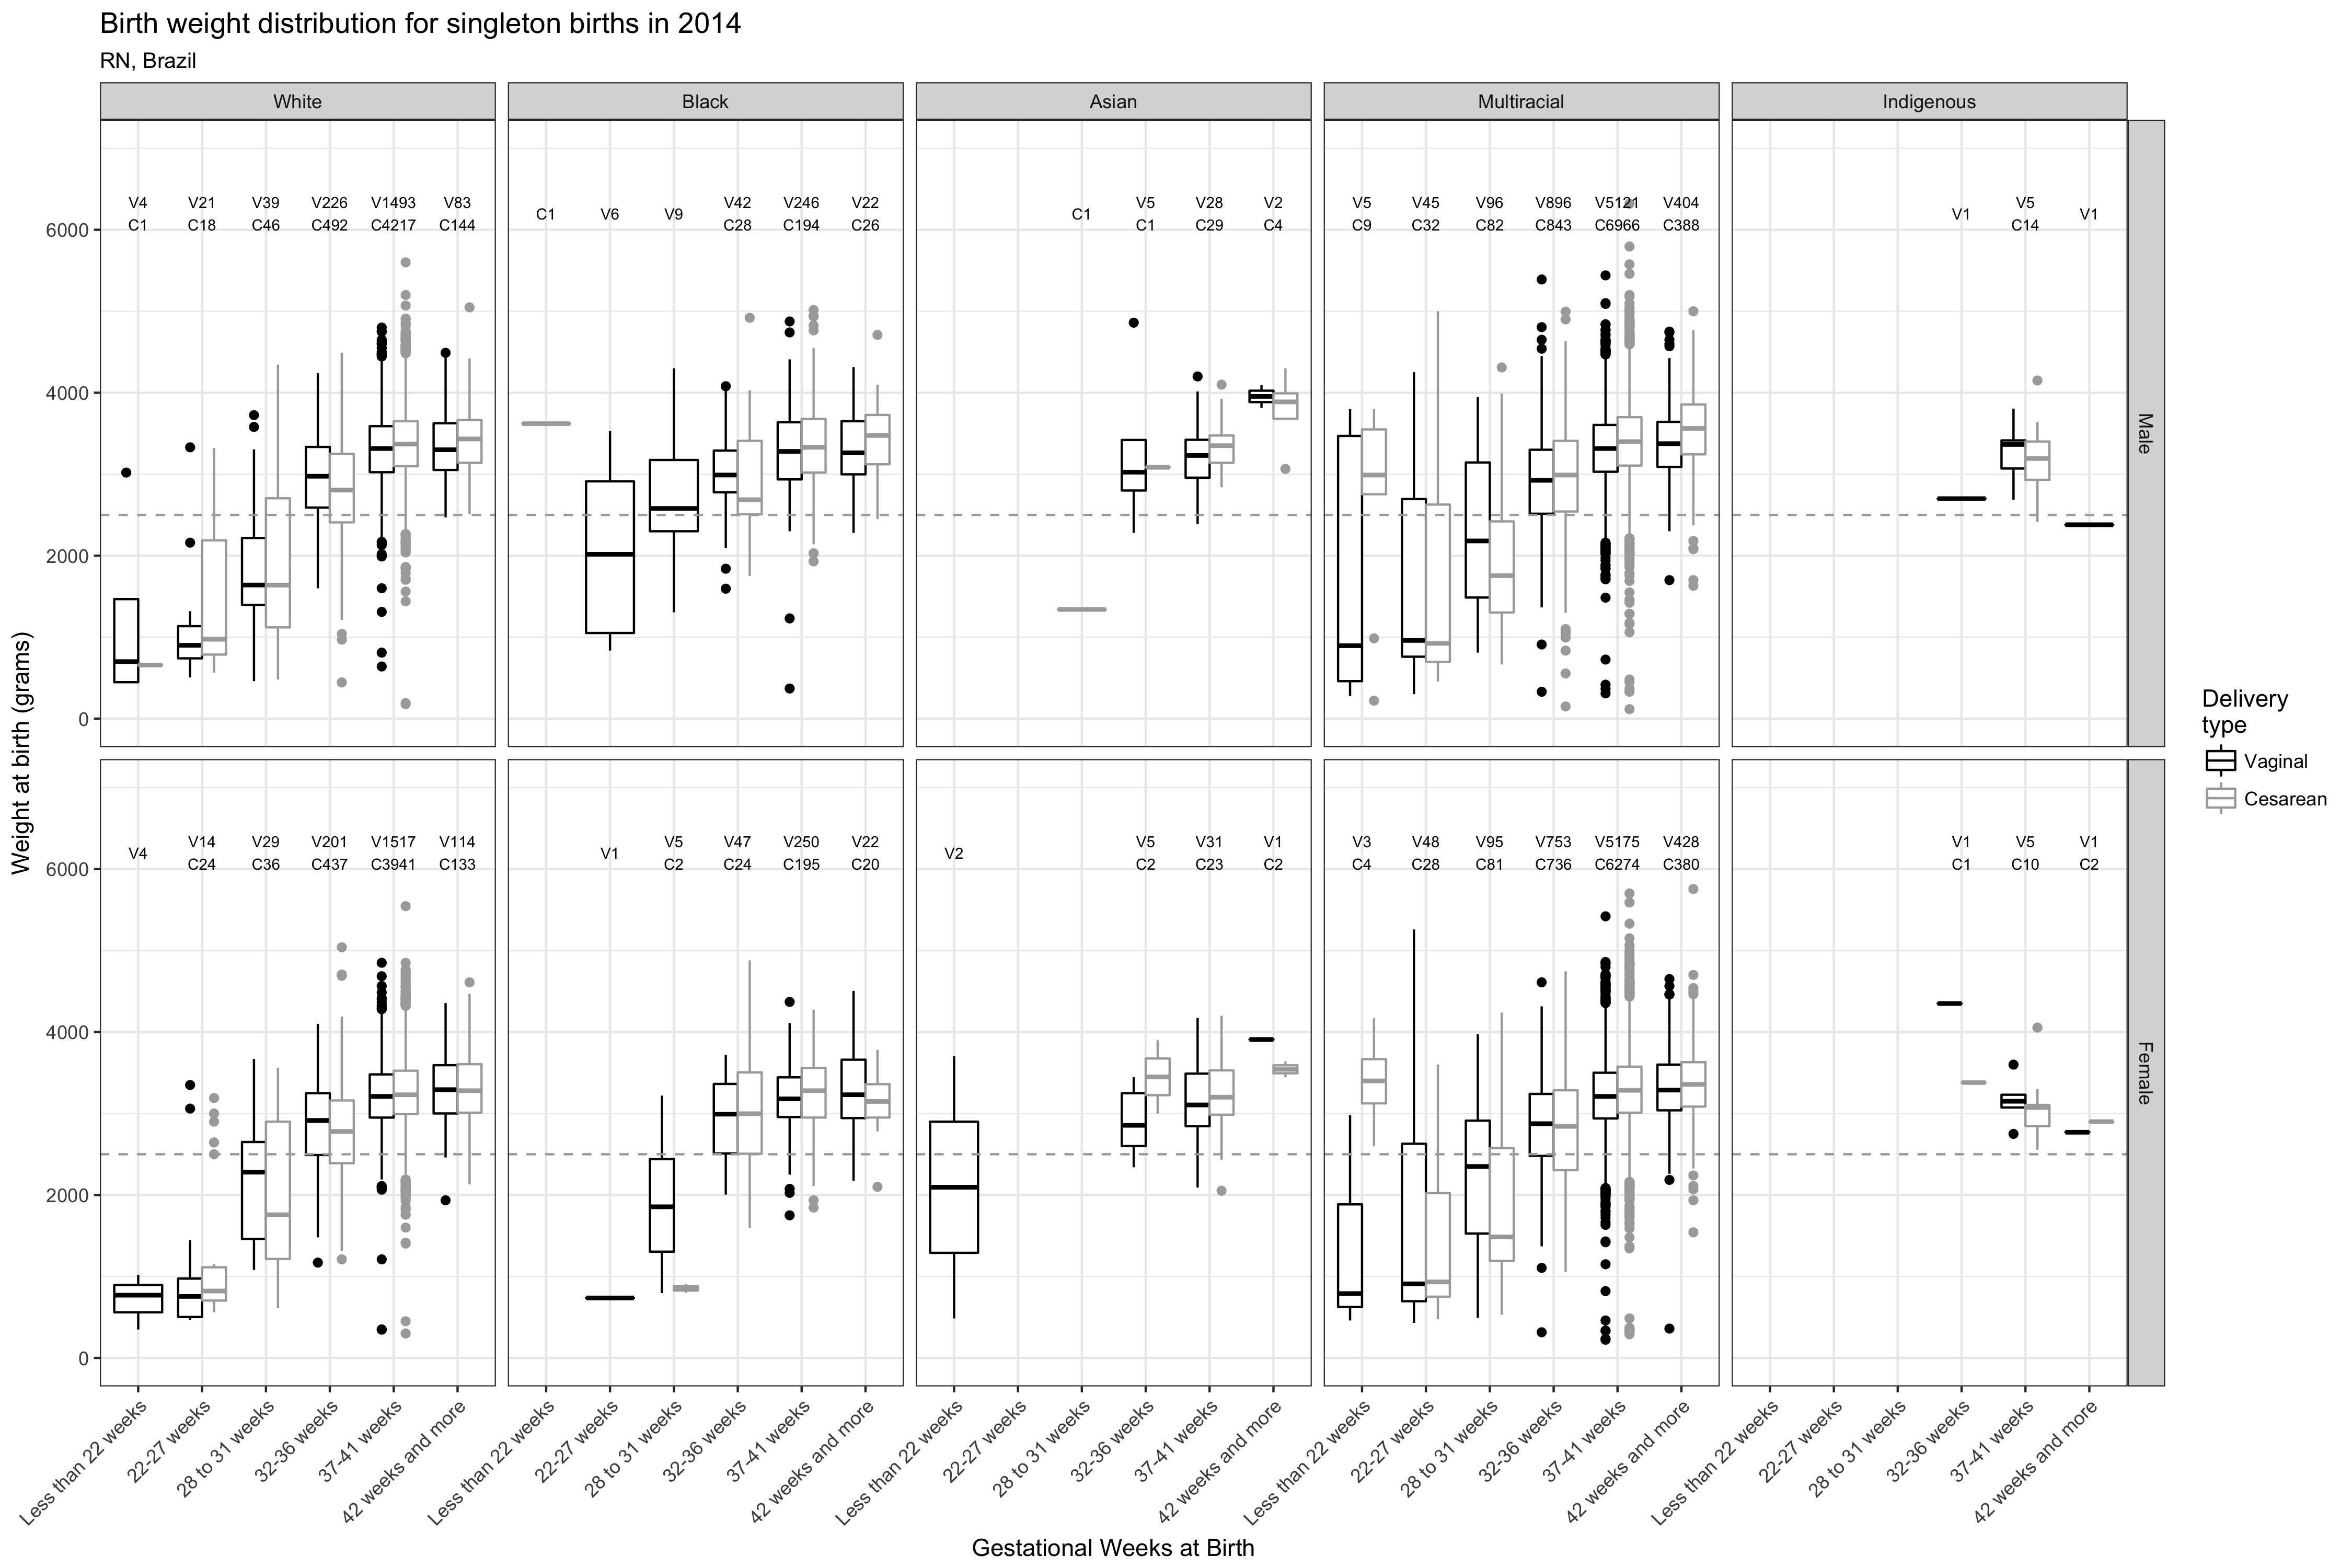 Birth weight distribution for singleton births in 2014
RN, Brazil
White Black Asian Multiracial Indigenous
Weight at birth (grams)
6000
4000
2000
0
V4 V21 V39 V226 V1493 V83
C1 C18 C46 C492 C4217 C144
C1 V6 V9 V42 V246 V22
C28 C194 C26
C1 V5 V28 V2
C1 C29 C4
V5 V45 V96 V896 V5121 V404
C9 C32 C82 C843 C6966 C388
V1 V5 V1
C14
Male
6000
4000
2000
0
V4 V14 V29 V201 V1517 V114
C24 C36 C437 C3941 C133
V1 V5 V47 V250 V22
C2 C24 C195 C20
V2 V5 V31 V1
C2 C23 C2
V3 V48 V95 V753 V5175 V428
C4 C28 C81 C736 C6274 C380
V1 V5 V1
C1 C10 C2
Female
Less than 22 weeks 22-27 weeks 28 to 31 weeks 32-36 weeks 37-41 weeks 42 weeks and more
Less than 22 weeks 22-27 weeks 28 to 31 weeks 32-36 weeks 37-41 weeks 42 weeks and more
Less than 22 weeks 22-27 weeks 28 to 31 weeks 32-36 weeks 37-41 weeks 42 weeks and more
Less than 22 weeks 22-27 weeks 28 to 31 weeks 32-36 weeks 37-41 weeks 42 weeks and more
Less than 22 weeks 22-27 weeks 28 to 31 weeks 32-36 weeks 37-41 weeks 42 weeks and more
Gestational Weeks at Birth
Delivery
type
Vaginal
Cesarean